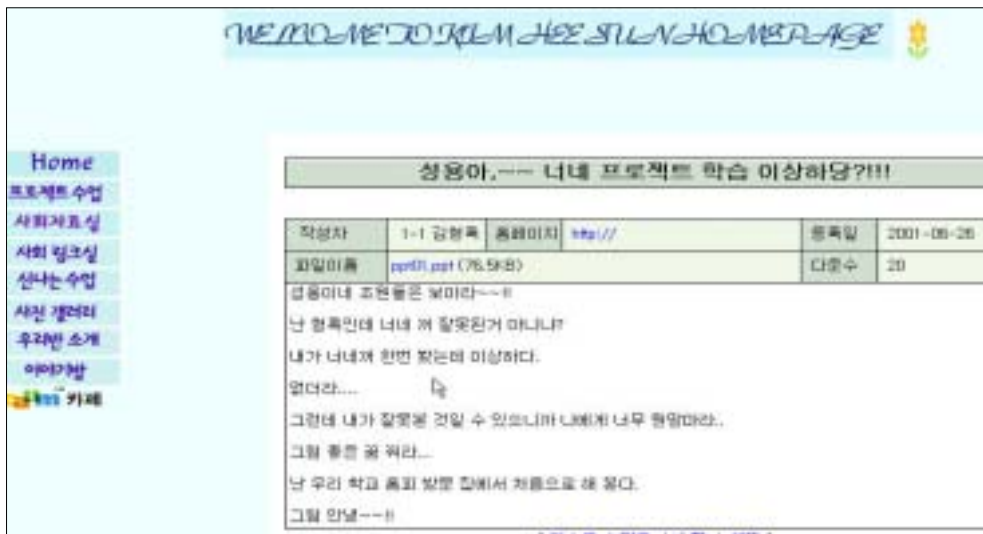 WELCOME TO KIM HEE SUN HOMEPAGE
Home
프로젝트 수업
사회자료실
사회 링크실
신나는 수업
사진 갤러리
우리반 소개
이야기방
카페
성용아,~~ 너네 프로젝트 학습 이상하당?!!!
작성자 1-1 김형록 홈페이지 http://
등록일 2001-06-26
파일이름 ppt01.ppt (76.5KB) 다운수 20
성용이네 조원들은 보아라~~!!
난 형록인데 너네 꺼 잘못된거 아니냐?
내가 너네꺼 한번 봤는데 이상하다.
없더라....
그런데 내가 잘못본 것일 수 있으니까 나에게 너무 원망마라..
그럼 좋은 꿈 꿔라...
난 우리 학교 홈피 방문 집에서 처음으로 해 봤다.
그럼 안녕~~!!